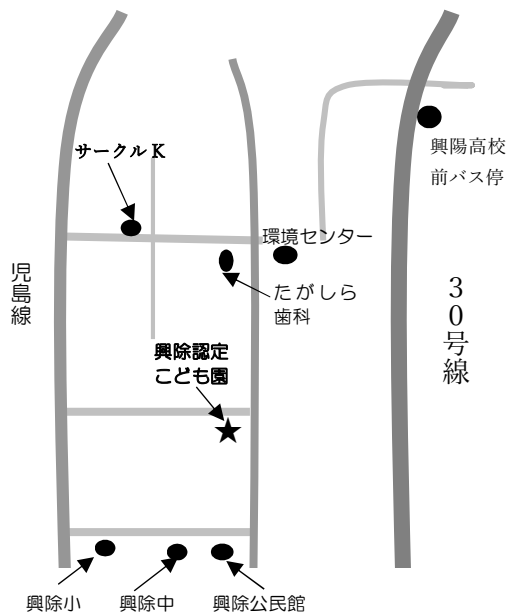 サークルK
興陽高校
前バス停
環境センター
児島線
たがしら
歯科
30号線
興除認定
こども園
興除小
興除中
興除公民館